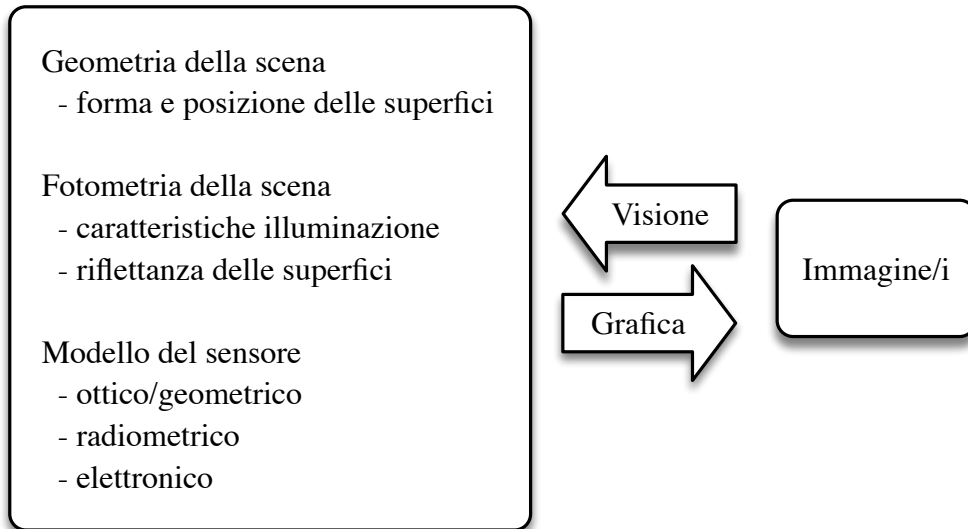 Geometria della scena
- forma e posizione delle superfici
Fotometria della scena
- caratteristiche illuminazione
- riflettanza delle superfici
Modello del sensore
- ottico/geometrico
- radiometrico
- elettronico
Visione
Grafica
Immagine/i